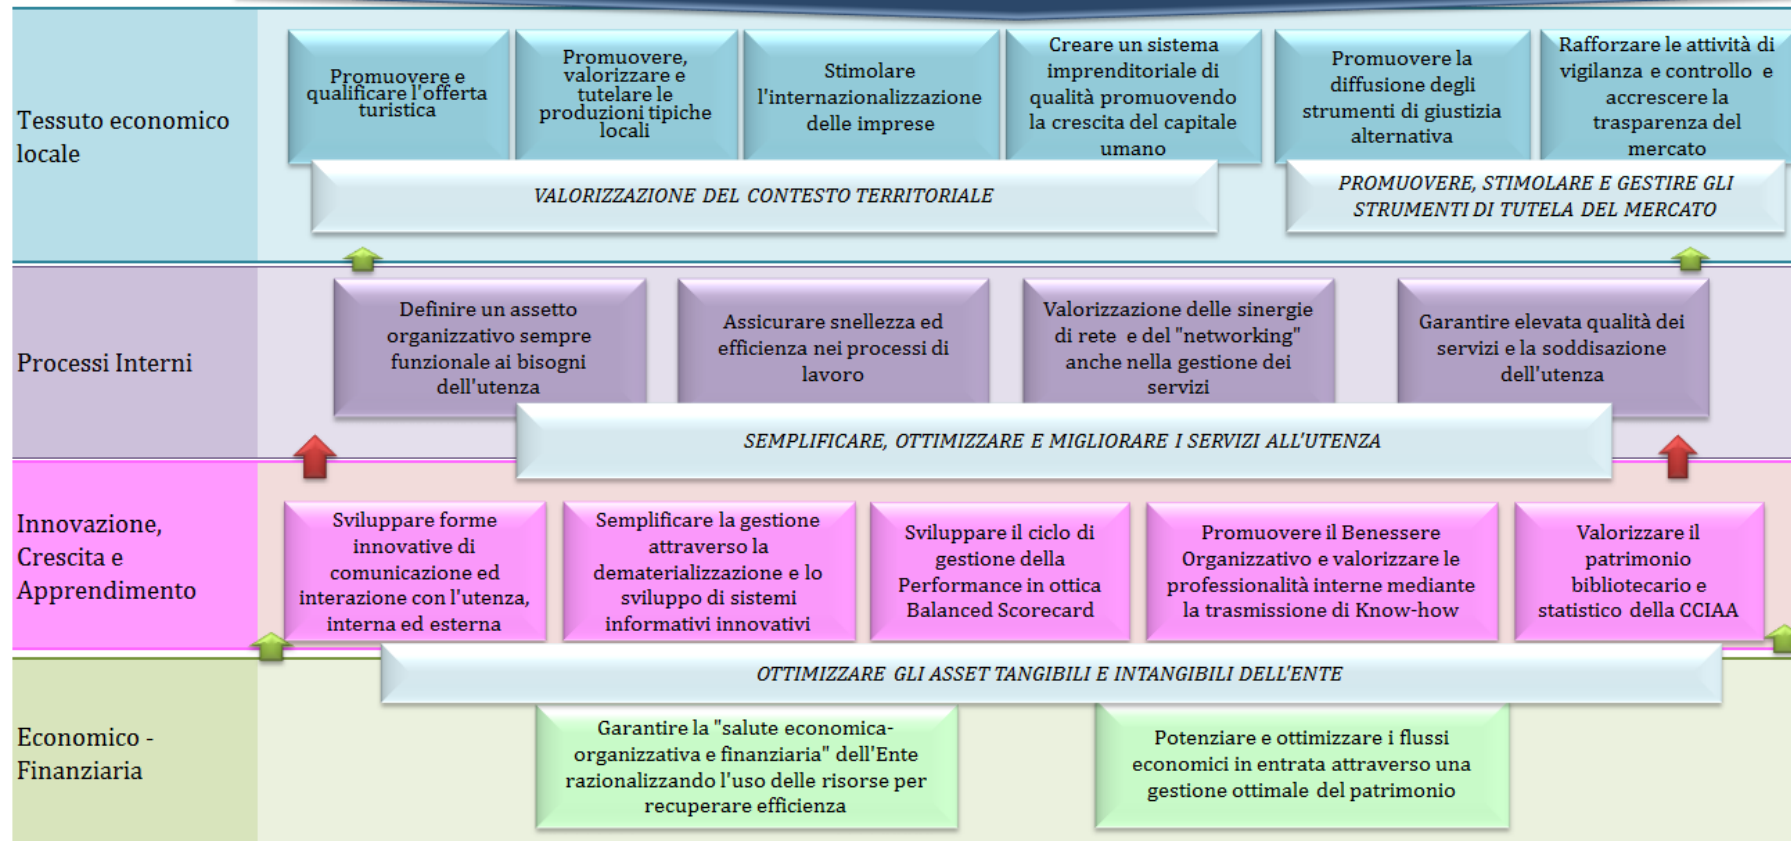 Tessuto economico
locale
Promuovere e
qualificare l'offerta
turistica
Promuovere,
valorizzare e
tutelare le
produzioni tipiche
locali
Stimolare
l'internazionalizzazione
delle imprese
Creare un sistema
imprenditoriale di
qualità promuovendo
la crescita del capitale
umano
Promuovere la
diffusione degli
strumenti di giustizia
alternativa
Rafforzare le attività di
vigilanza e controllo e
accrescere la
trasparenza del
mercato
VALORIZZAZIONE DEL CONTESTO TERRITORIALE
PROMUOVERE, STIMOLARE E GESTIRE GLI
STRUMENTI DI TUTELA DEL MERCATO
Processi Interni
Definire un assetto
organizzativo sempre
funzionale ai bisogni
dell'utenza
Assicurare snellezza ed
efficienza nei processi di
lavoro
Valorizzazione delle sinergie
di rete e del "networking"
anche nella gestione dei
servizi
Garantire elevata qualità dei
servizi e la soddisazione
dell'utenza
SEMPLIFICARE, OTTIMIZZARE E MIGLIORARE I SERVIZI ALL'UTENZA
Innovazione,
Crescita e
Apprendimento
Sviluppare forme
innovative di
comunicazione ed
interazione con l'utenza,
interna ed esterna
Semplificare la gestione
attraverso la
dematerializzazione e lo
sviluppo di sistemi
informativi innovativi
Sviluppare il ciclo di
gestione della
Performance in ottica
Balanced Scorecard
Promuovere il Benessere
Organizzativo e valorizzare le
professionalità interne mediante
la trasmissione di Know-how
Valorizzare il
patrimonio
bibliotecario e
statistico della CCIAA
OTTIMIZZARE GLI ASSET TANGIBILI E INTANGIBILI DELL'ENTE
Economico -
Finanziaria
Garantire la "salute economica-
organizzativa e finanziaria" dell'Ente
razionalizzando l'uso delle risorse per
recuperare efficienza
Potenziare e ottimizzare i flussi
economici in entrata attraverso una
gestione ottimale del patrimonio